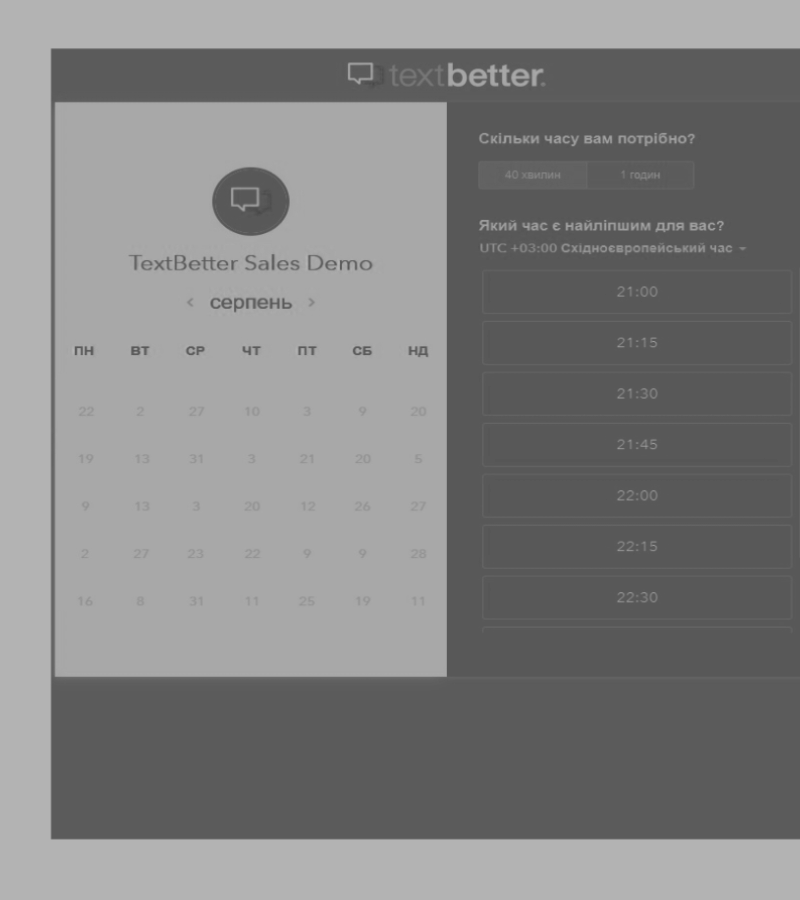 textbetter.
TextBetter Sales Demo
‹ серпень ›
ПН ВТ СР ЧТ ПТ СБ НД
22 2 27 10 3 9 20
19 13 31 3 21 20 5
9 13 3 20 12 26 27
2 27 23 22 9 9 28
16 8 31 11 25 19 11
Скільки часу вам потрібно?
40 хвилин 1 годин
Який час є найліпшим для вас?
UTC +03:00 Східноєвропейський час
21:00
21:15
21:30
21:45
22:00
22:15
22:30